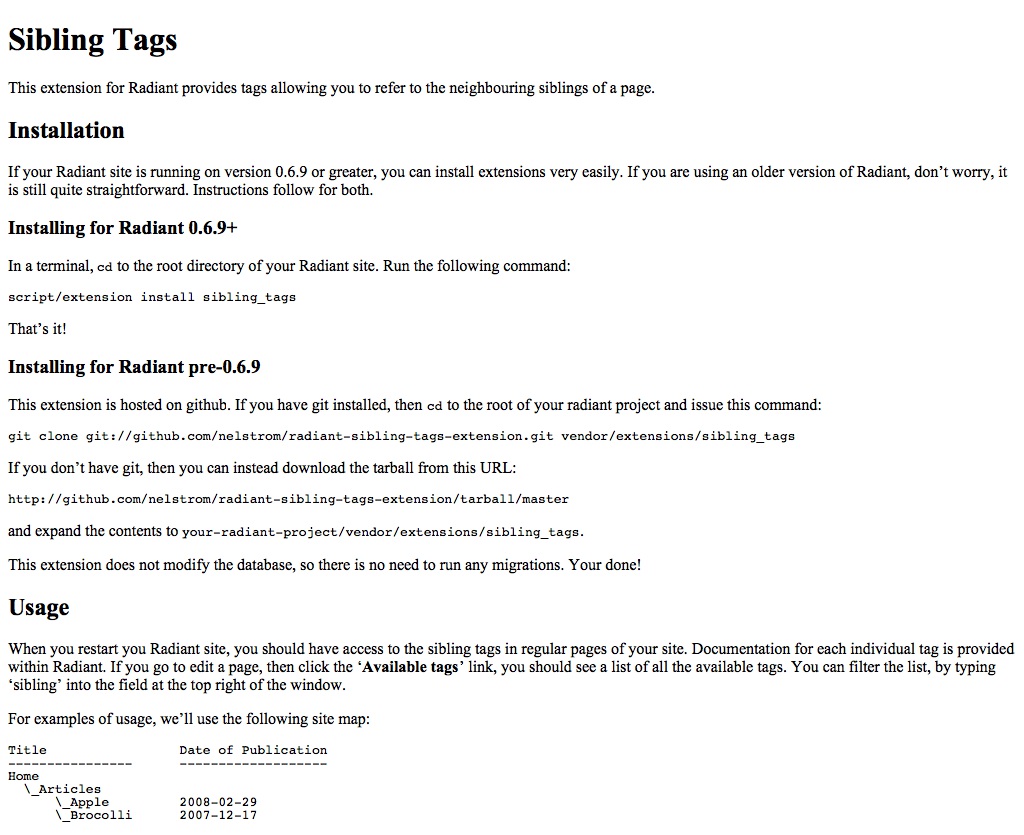 Sibling Tags
This extension for Radiant provides tags allowing you to refer to the neighbouring siblings of a page.
Installation
If your Radiant site is running on version 0.6.9 or greater, you can install extensions very easily. If you are using an older version of Radiant, don’t worry, it
is still quite straightforward. Instructions follow for both.
Installing for Radiant 0.6.9+
In a terminal, cd to the root directory of your Radiant site. Run the following command:
script/extension install sibling_tags
That’s it!
Installing for Radiant pre-0.6.9
This extension is hosted on github. If you have git installed, then cd to the root of your radiant project and issue this command:
git clone git://github.com/nelstrom/radiant-sibling-tags-extension.git vendor/extensions/sibling_tags
If you don’t have git, then you can instead download the tarball from this URL:
http://github.com/nelstrom/radiant-sibling-tags-extension/tarball/master
and expand the contents to your-radiant-project/vendor/extensions/sibling_tags.
This extension does not modify the database, so there is no need to run any migrations. Your done!
Usage
When you restart you Radiant site, you should have access to the sibling tags in regular pages of your site. Documentation for each individual tag is provided
within Radiant. If you go to edit a page, then click the ‘Available tags’ link, you should see a list of all the available tags. You can filter the list, by typing
‘sibling’ into the field at the top right of the window.
For examples of usage, we’ll use the following site map:
Title                 Date of Publication
----------------      -------------------
Home
  \_Articles
      \_Apple         2008-02-29
      \_Brocolli      2007-12-17